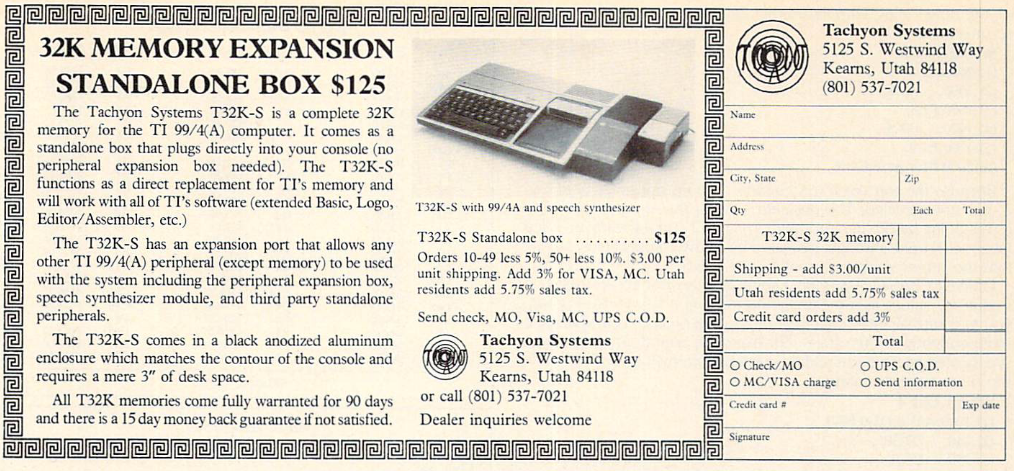 32K MEMORY EXPANSION
STANDALONE BOX $125
The Tachyon Systems T32K-S is a complete 32K
memory for the TI 99/4(A) computer. It comes as a
standalone box that plugs directly into your console (no
peripheral expansion box needed). The T32K-S
functions as a direct replacement for TI's memory and
will work with all of TI's software (extended Basic, Logo,
Editor/Assembler, etc.)
The T32K-S has an expansion port that allows any
other TI 99/4(A) peripheral (except memory) to be used
with the system including the peripheral expansion box,
speech synthesizer module, and third party standalone
peripherals.
The T32K-S comes in a black anodized aluminum
enclosure which matches the contour of the console and
requires a mere 3" of desk space.
All T32K memories come fully warranted for 90 days
and there is a 15 day money back guarantee if not satisfied.
T32K-S with 99/4A and speech synthesizer
T32K-S Standalone box ........... $125
Orders 10-49 less 5%, 50+ less 10%. $3.00 per
unit shipping. Add 3% for VISA, MC. Utah
residents add 5.75% sales tax.
Send check, MO, Visa, MC, UPS C.O.D.
Tachyon Systems
5125 S. Westwind Way
Kearns, Utah 84118
or call (801) 537-7021
Dealer inquiries welcome
Tachyon Systems
5125 S. Westwind Way
Kearns, Utah 84118
(801) 537-7021
Name
Address
City, State Zip
Qty Each Total
T32K-S 32K memory
Shipping - add $3.00/unit
Utah residents add 5.75% sales tax
Credit card orders add 3%
Total
Check/MO UPS C.O.D.
MC/VISA charge Send information
Credit card # Exp date
Signature